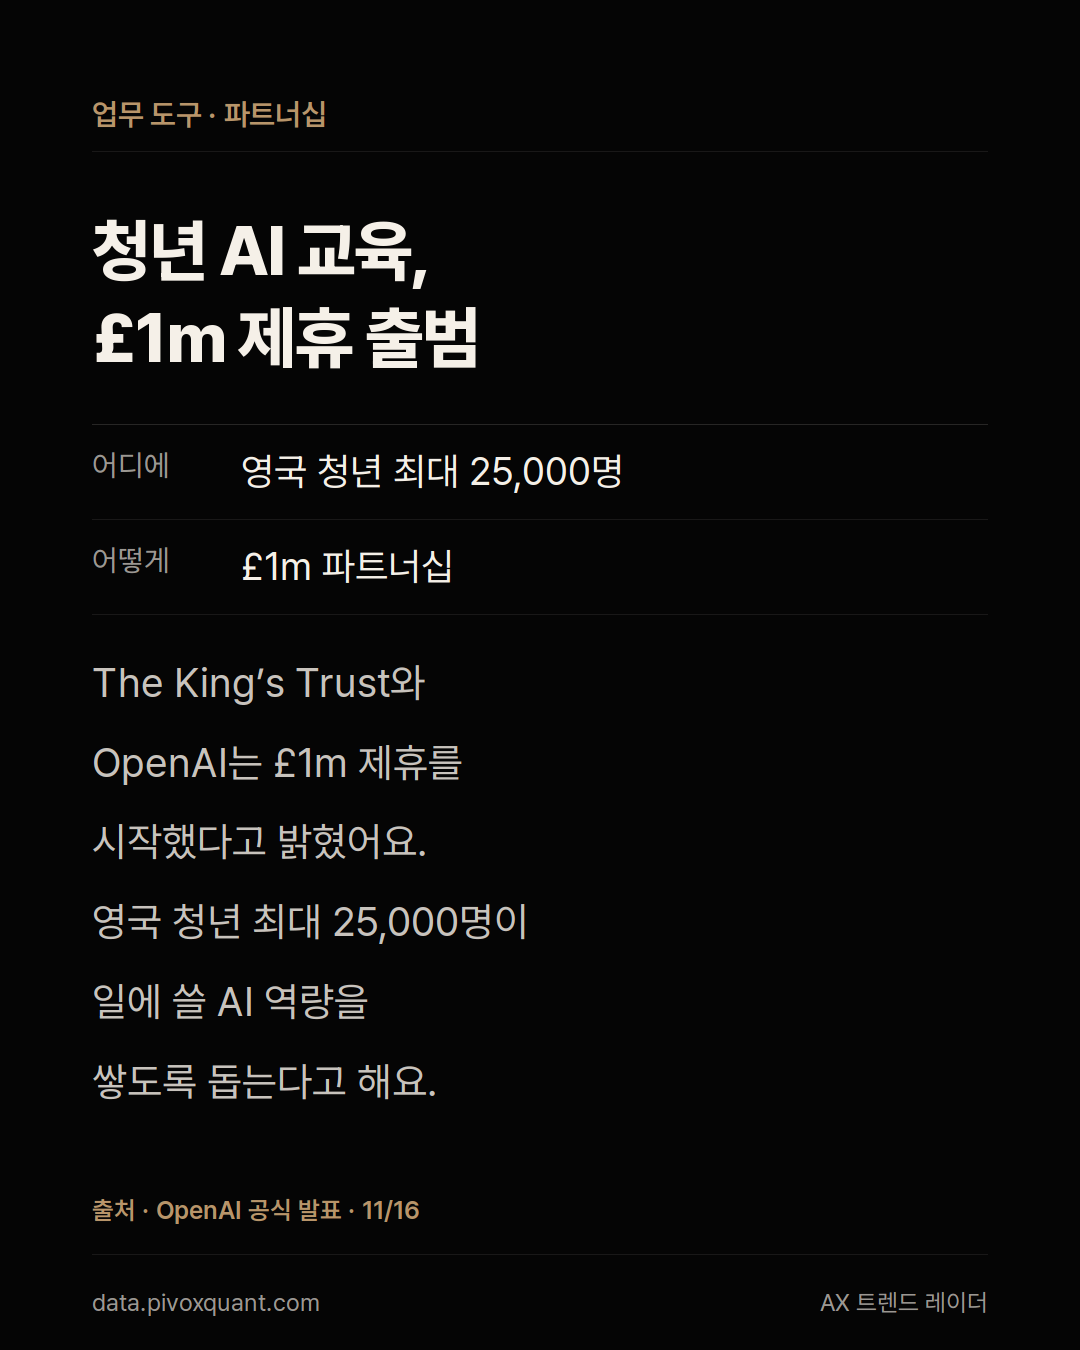 업무 도구 · 파트너십
청년 AI 교육,
£1m 제휴 출범
어디에 영국 청년 최대 25,000명
어떻게 £1m 파트너십
The King’s Trust와
OpenAI는 £1m 제휴를
시작했다고 밝혔어요.
영국 청년 최대 25,000명이
일에 쓸 AI 역량을
쌓도록 돕는다고 해요.
출처 · OpenAI 공식 발표 · 11/16
data.pivoxquant.com AX 트렌드 레이더